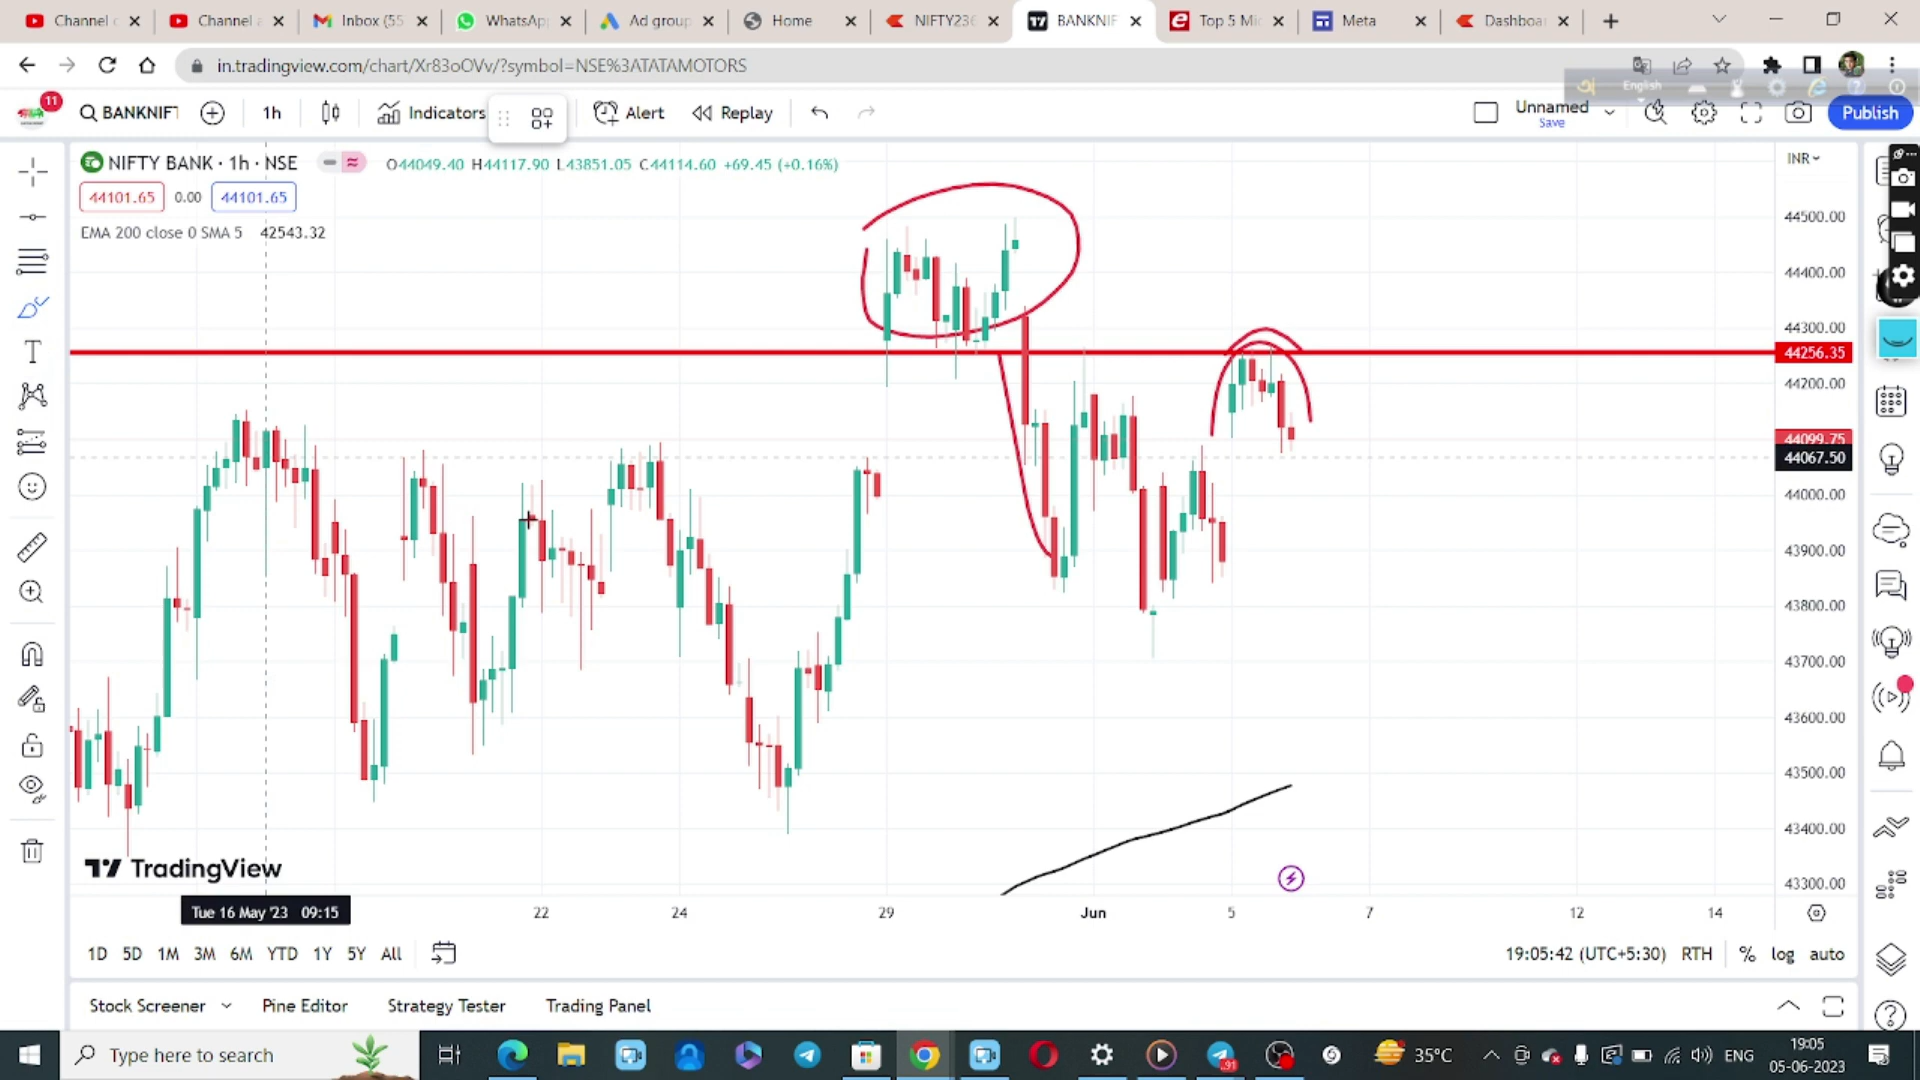 Channel c
Channel a
Inbox (55
WhatsApp
Ad group
Home
NIFTY236
BANKNIF
Top 5 Mi
Meta
Dashboa
in.tradingview.com/chart/Xr83oOVv/?symbol=NSE%3ATATAMOTORS
English
11
BANKNIFT
1h
Indicators
Alert
Replay
Unnamed
Save
Publish
NIFTY BANK · 1h · NSE
O44049.40 H44117.90 L43851.05 C44114.60 +69.45 (+0.16%)
INR
44101.65 0.00 44101.65
EMA 200 close 0 SMA 5 42543.32
44500.00
44400.00
44300.00
44256.35
44200.00
44099.75
44067.50
44000.00
43900.00
43800.00
43700.00
43600.00
43500.00
43400.00
43300.00
TradingView
Tue 16 May '23 09:15
22
24
29
Jun
5
7
12
14
1D 5D 1M 3M 6M YTD 1Y 5Y All
19:05:42 (UTC+5:30) RTH % log auto
Stock Screener Pine Editor Strategy Tester Trading Panel
Type here to search
91
35°C
ENG
19:05
05-06-2023